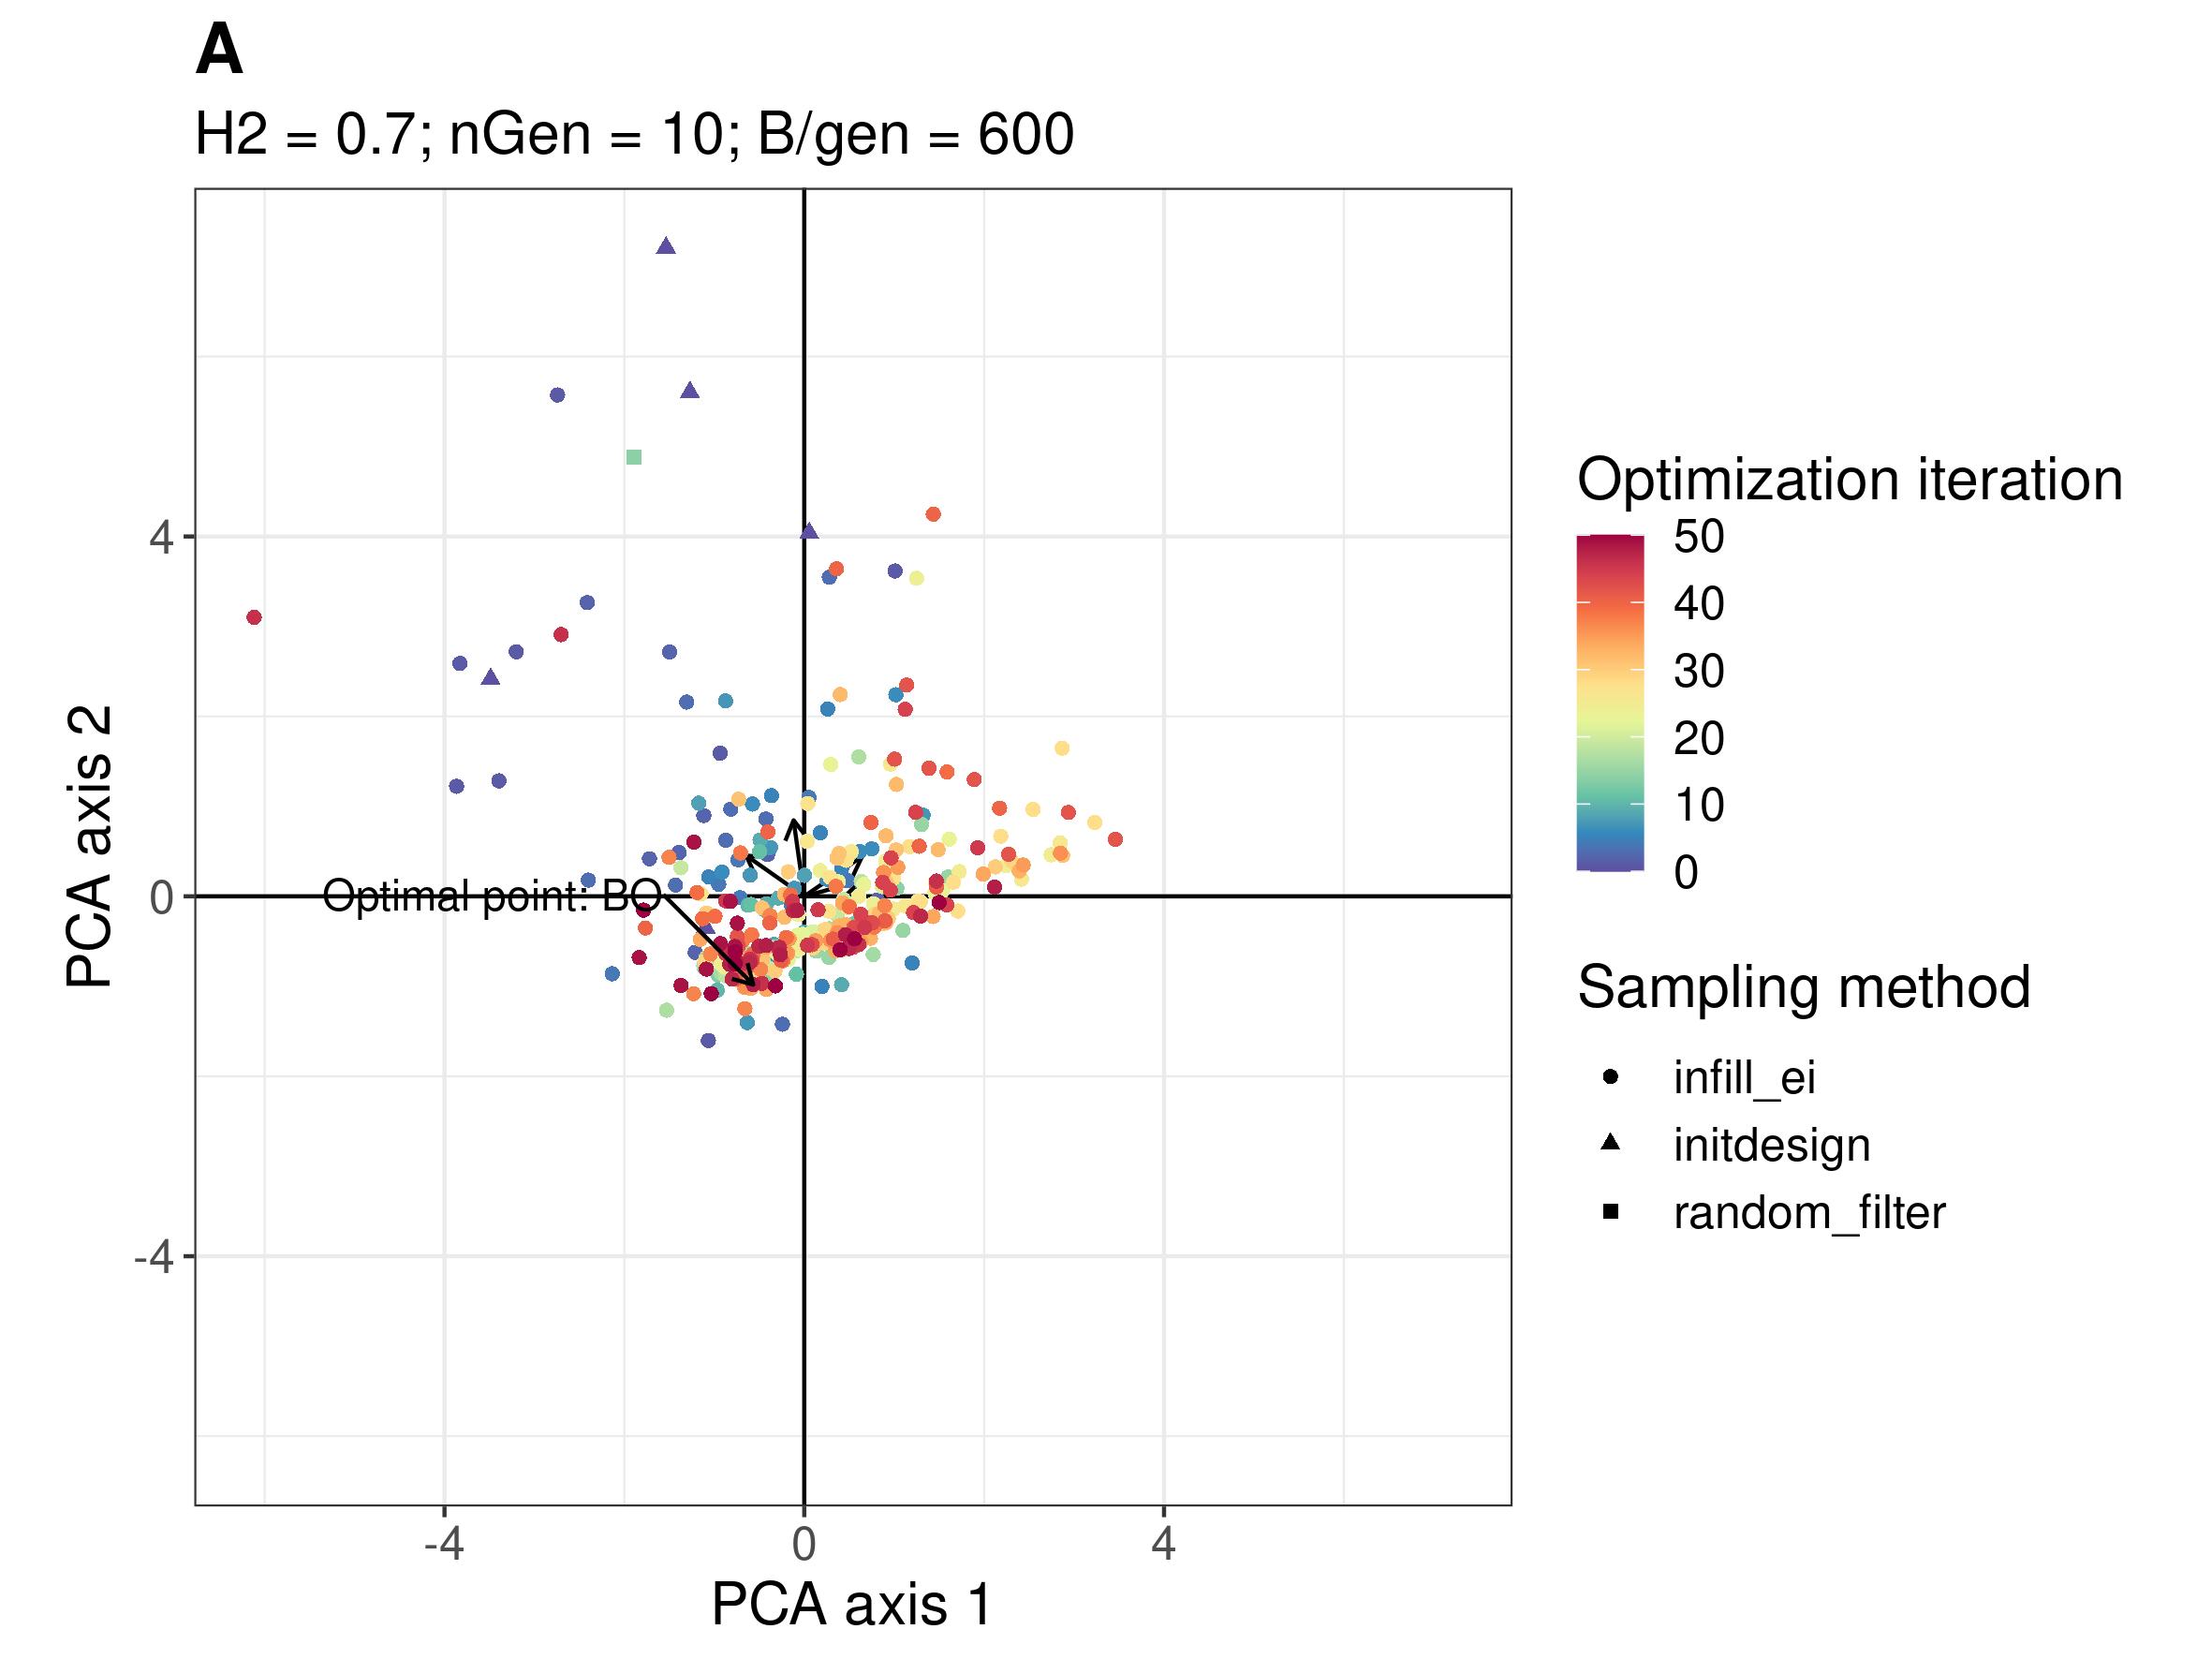 A
H2 = 0.7; nGen = 10; B/gen = 600
PCA axis 2
4
0
-4
Optimal point: BO
-4
0
4
PCA axis 1
Optimization iteration
50
40
30
20
10
0
Sampling method
infill_ei
initdesign
random_filter